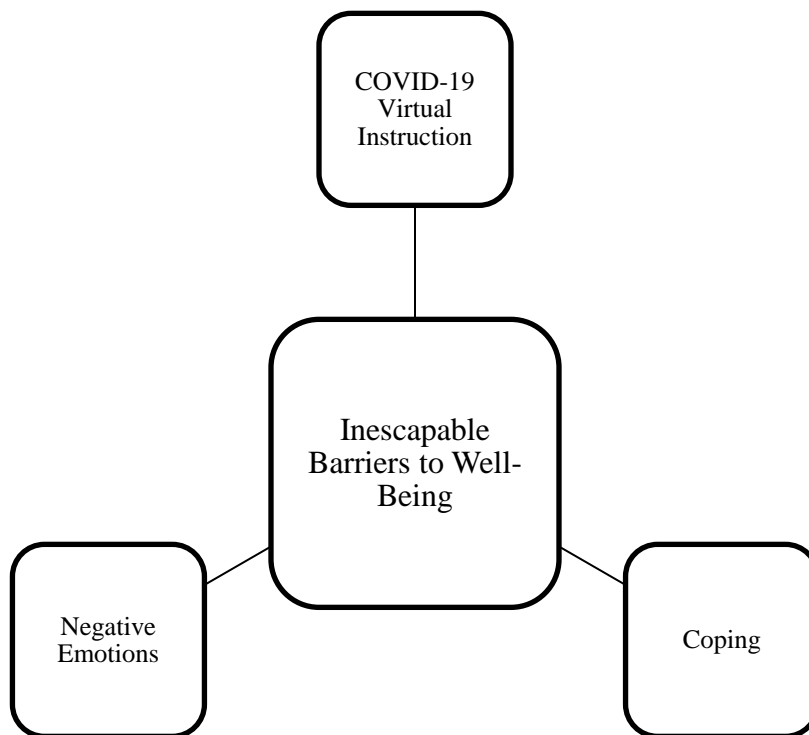 COVID-19
Virtual
Instruction
Inescapable
Barriers to Well-
Being
Negative
Emotions
Coping